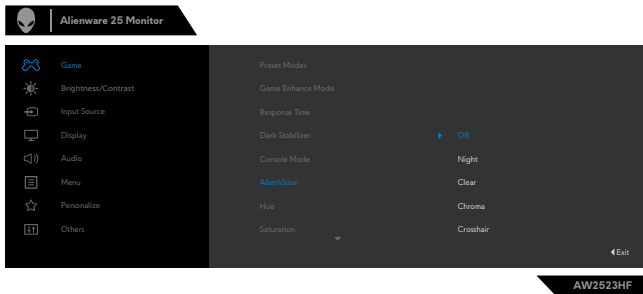 Alienware 25 Monitor
Game
Preset Modes
Brightness/Contrast
Game Enhance Mode
Input Source
Response Time
Display
Dark Stabilizer
Off
Audio
Console Mode
Night
Menu
AlienVision
Clear
Personalize
Hue
Chroma
Others
Saturation
Crosshair
Exit
AW2523HF